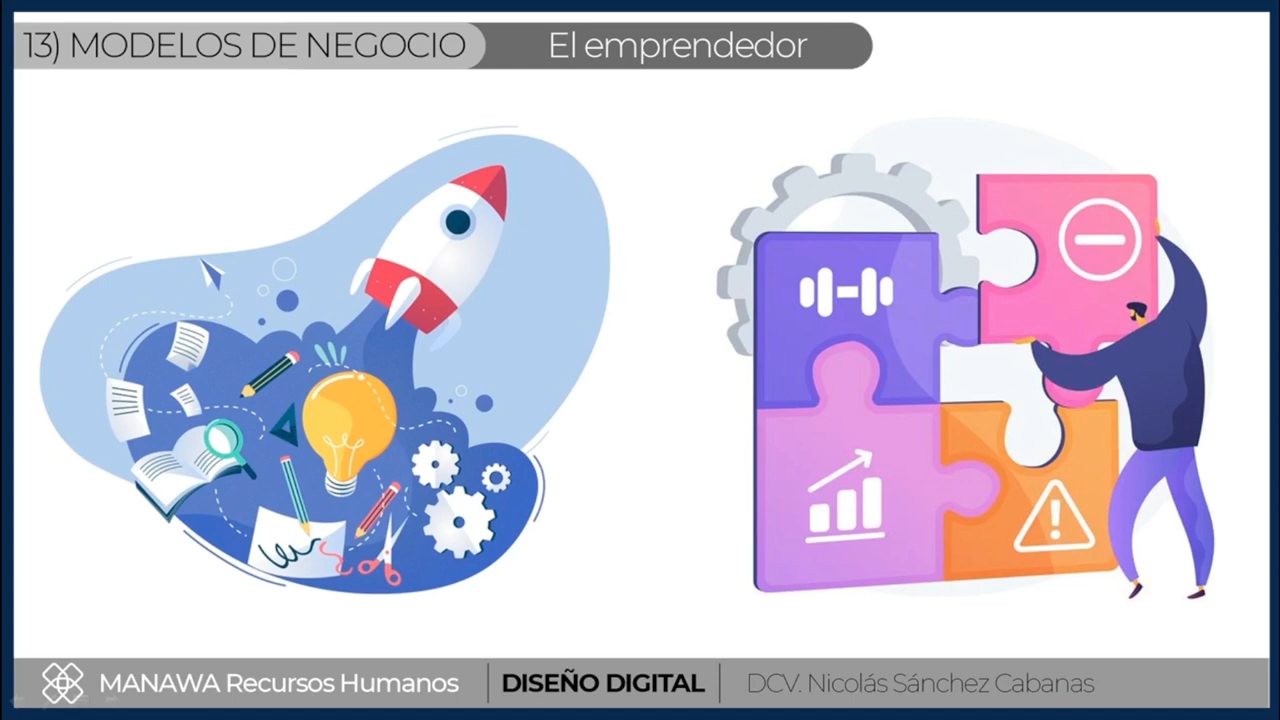 13) MODELOS DE NEGOCIO El emprendedor
MANAWA Recursos Humanos DISEÑO DIGITAL DCV. Nicolás Sánchez Cabanas